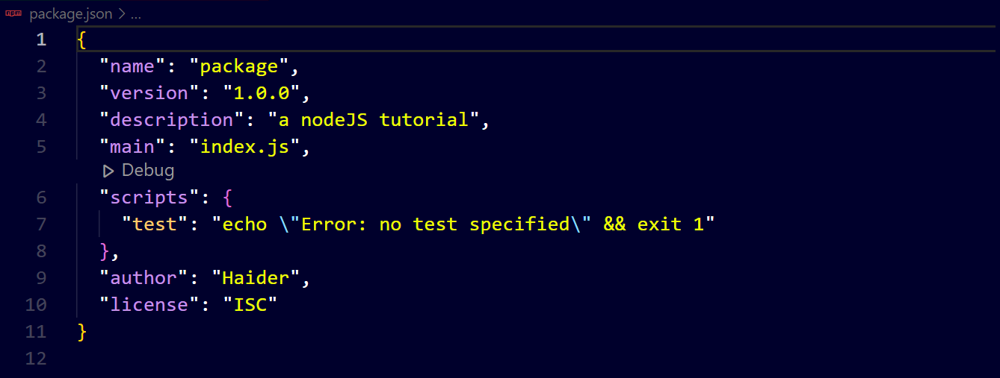 package.json > ...
1 {
2 "name": "package",
3 "version": "1.0.0",
4 "description": "a nodeJS tutorial",
5 "main": "index.js",
Debug
6 "scripts": {
7 "test": "echo \"Error: no test specified\" && exit 1"
8 },
9 "author": "Haider",
10 "license": "ISC"
11 }
12